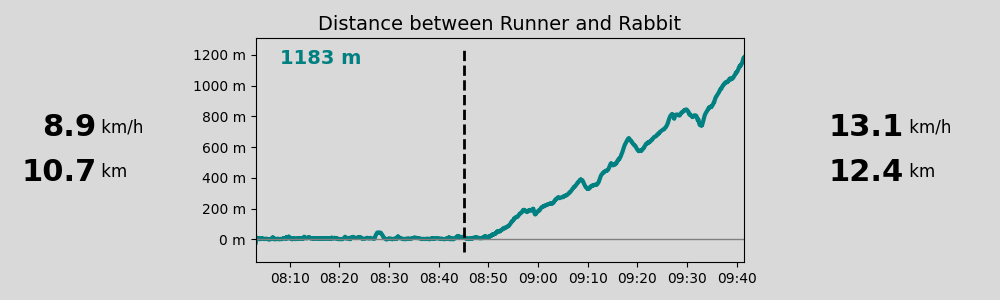 Distance between Runner and Rabbit
1183 m
1200 m
1000 m
800 m
600 m
400 m
200 m
0 m
08:10 08:20 08:30 08:40 08:50 09:00 09:10 09:20 09:30 09:40
8.9 km/h
10.7 km
13.1 km/h
12.4 km